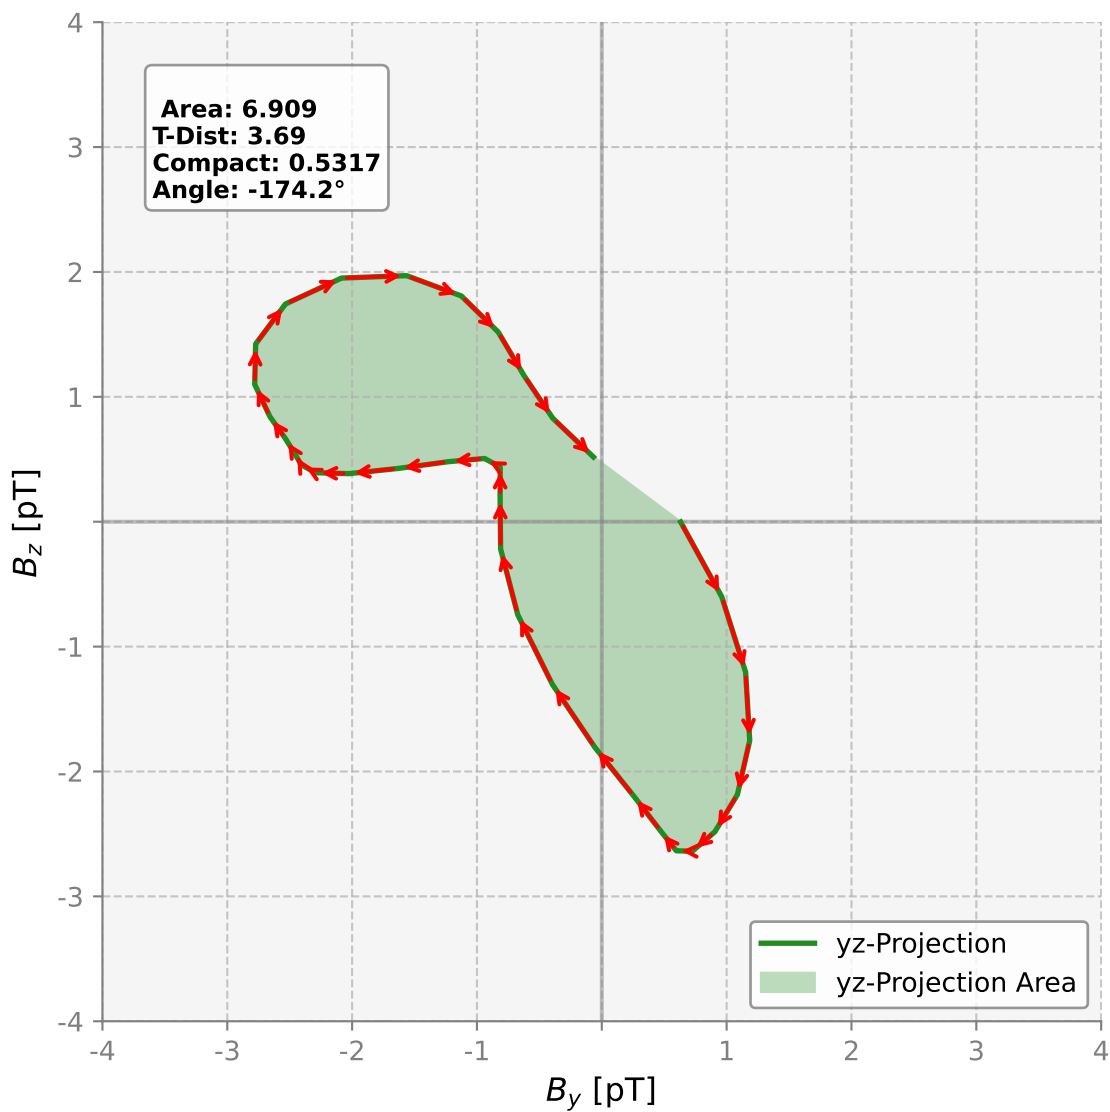 4
3
2
1
-1
-2
-3
-4
Area: 6.909
T-Dist: 3.69
Compact: 0.5317
Angle: -174.2°
B_z [pT]
yz-Projection
yz-Projection Area
-4 -3 -2 -1 1 2 3 4
B_y [pT]